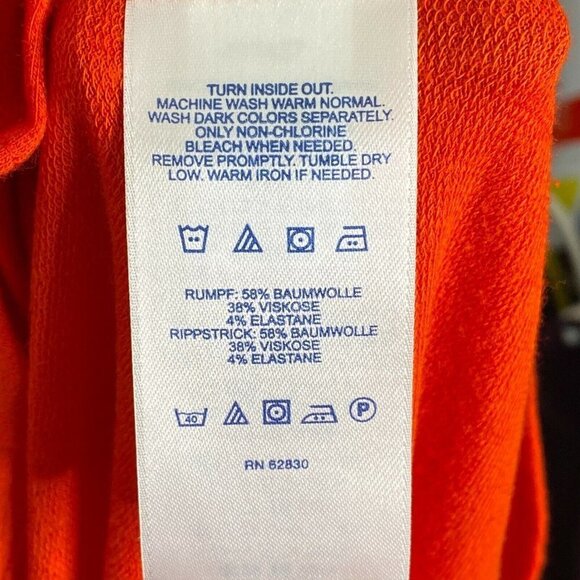 TURN INSIDE OUT.
MACHINE WASH WARM NORMAL.
WASH DARK COLORS SEPARATELY.
ONLY NON-CHLORINE
BLEACH WHEN NEEDED.
REMOVE PROMPTLY. TUMBLE DRY
LOW. WARM IRON IF NEEDED.
RUMPF: 58% BAUMWOLLE
38% VISKOSE
4% ELASTANE
RIPPSTRICK: 58% BAUMWOLLE
38% VISKOSE
4% ELASTANE
40 P
RN 62830